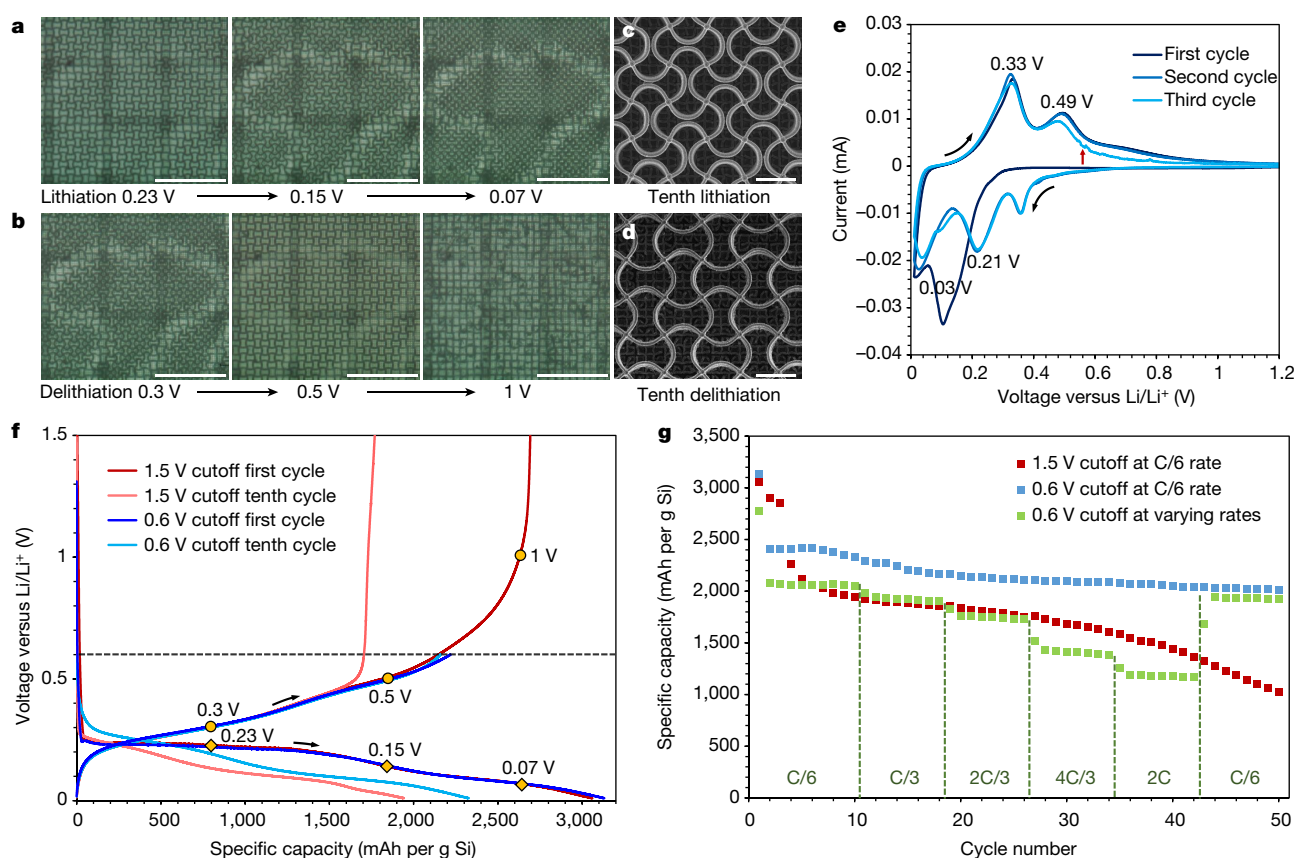 a
Lithiation 0.23 V
0.15 V
0.07 V
b
Delithiation 0.3 V
0.5 V
1 V
c
Tenth lithiation
d
Tenth delithiation
e
Current (mA)
0.03
0.02
0.01
0
−0.01
−0.02
−0.03
−0.04
First cycle
Second cycle
Third cycle
0.33 V
0.49 V
0.21 V
0.03 V
0 0.2 0.4 0.6 0.8 1.0 1.2
Voltage versus Li/Li⁺ (V)
f
Voltage versus Li/Li⁺ (V)
1.5
1
0.5
0
1.5 V cutoff first cycle
1.5 V cutoff tenth cycle
0.6 V cutoff first cycle
0.6 V cutoff tenth cycle
1 V
0.5 V
0.3 V
0.23 V
0.15 V
0.07 V
0 500 1,000 1,500 2,000 2,500 3,000
Specific capacity (mAh per g Si)
g
Specific capacity (mAh per g Si)
3,500
3,000
2,500
2,000
1,500
1,000
500
0
1.5 V cutoff at C/6 rate
0.6 V cutoff at C/6 rate
0.6 V cutoff at varying rates
C/6 C/3 2C/3 4C/3 2C C/6
0 10 20 30 40 50
Cycle number